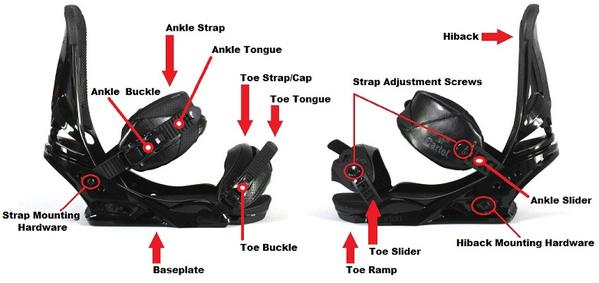 Ankle Strap
Ankle Tongue
Ankle Buckle
Toe Strap/Cap
Toe Tongue
Strap Mounting
Hardware
Toe Buckle
Baseplate
Hiback
Strap Adjustment Screws
Cartel
Ankle Slider
Hiback Mounting Hardware
Toe Slider
Toe Ramp